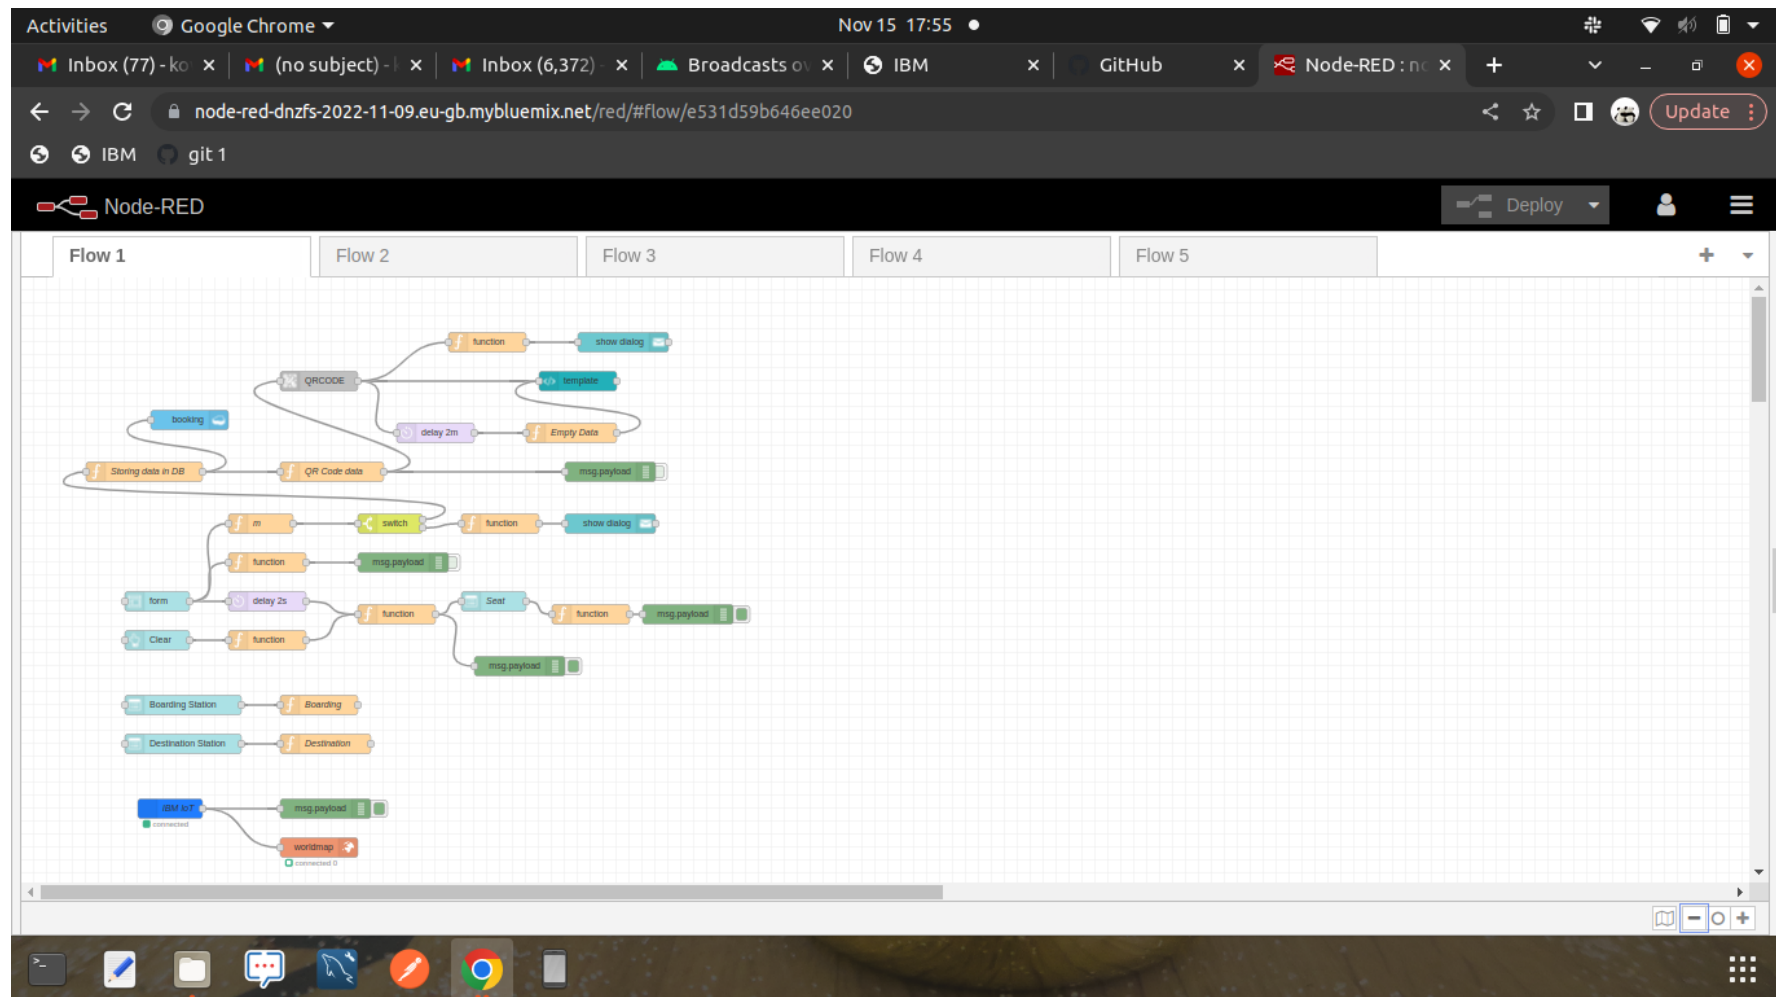 Activities Google Chrome Nov 15 17:55
Inbox (77) - ko (no subject) - Inbox (6,372) - Broadcasts ov IBM GitHub Node-RED : no
node-red-dnzfs-2022-11-09.eu-gb.mybluemix.net/red/#flow/e531d59b646ee020 Update
IBM git 1
Node-RED Deploy
Flow 1 Flow 2 Flow 3 Flow 4 Flow 5
function show dialog
QRCODE template
booking
delay 2m Empty Data
Storing data in DB QR Code data msg.payload
m switch function show dialog
function msg.payload
form delay 2s Seat
function function msg.payload
Clear function
msg.payload
Boarding Station Boarding
Destination Station Destination
IBM IoT msg.payload
connected
worldmap
connected 0